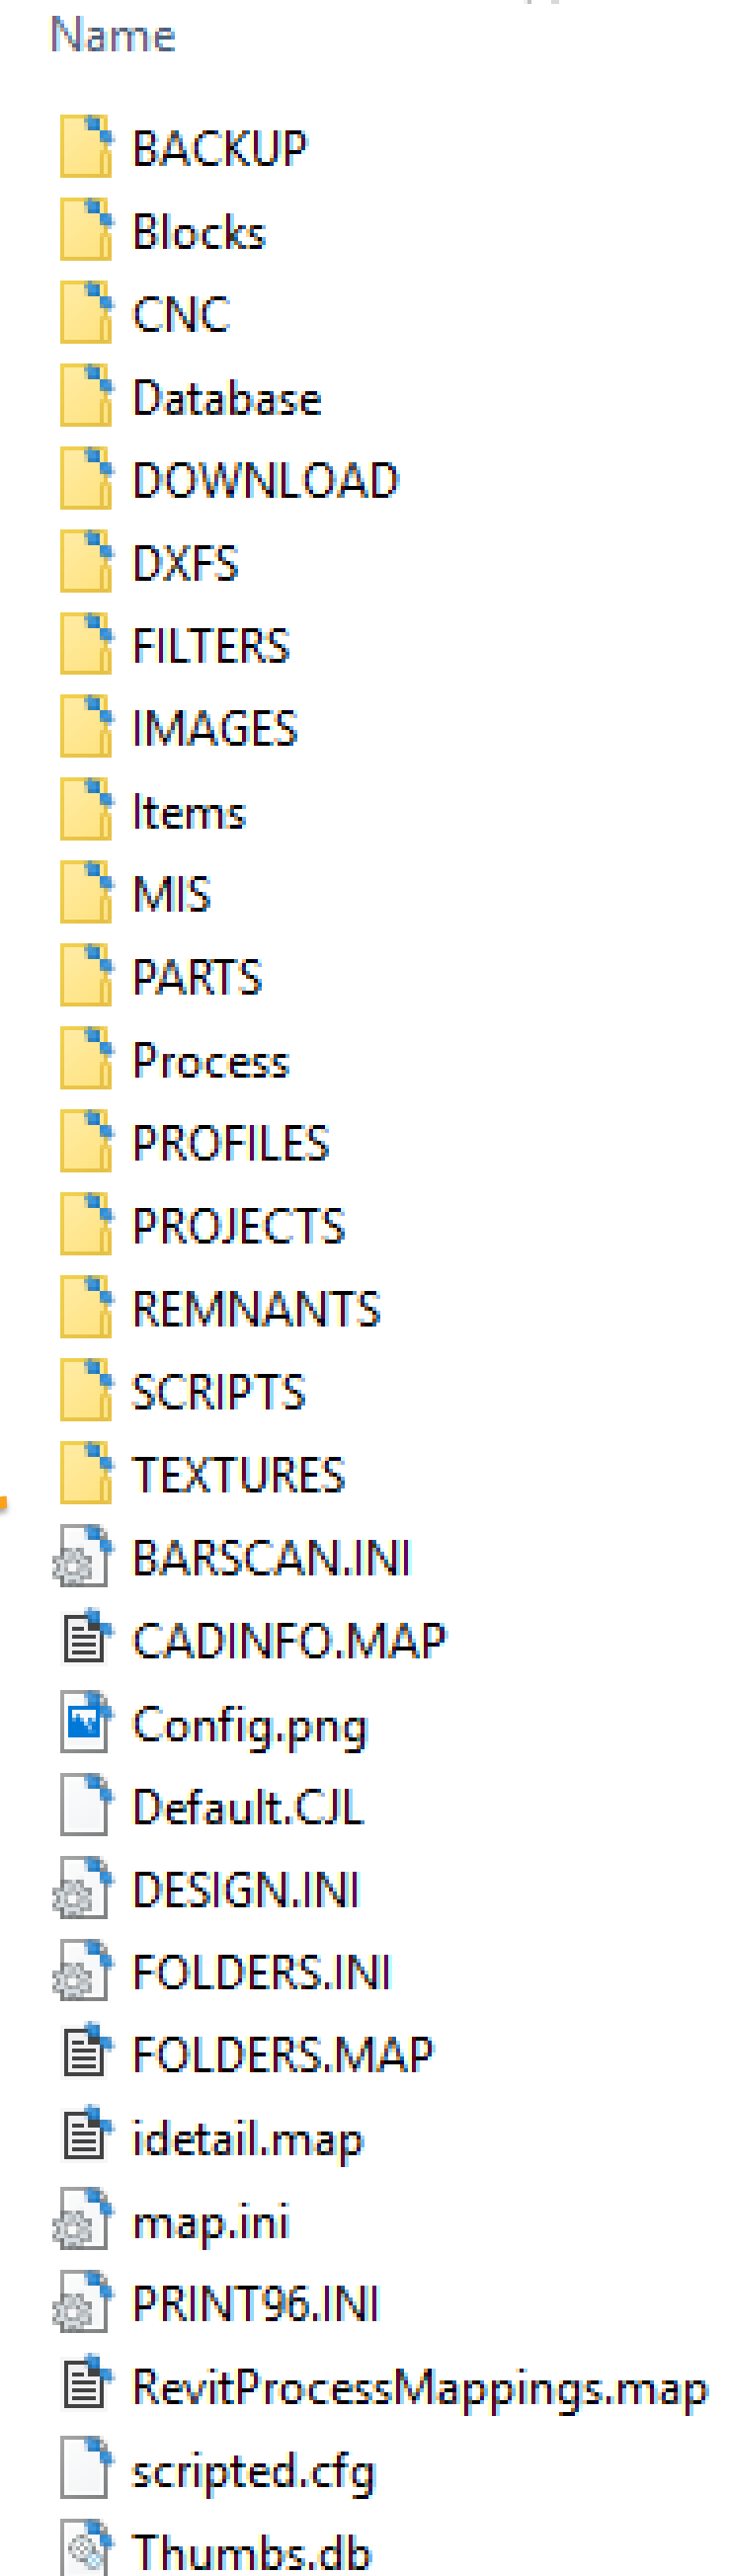 Name
BACKUP
Blocks
CNC
Database
DOWNLOAD
DXFS
FILTERS
IMAGES
Items
MIS
PARTS
Process
PROFILES
PROJECTS
REMNANTS
SCRIPTS
TEXTURES
BARSCAN.INI
CADINFO.MAP
Config.png
Default.CJL
DESIGN.INI
FOLDERS.INI
FOLDERS.MAP
idetail.map
map.ini
PRINT96.INI
RevitProcessMappings.map
scripted.cfg
Thumbs.db